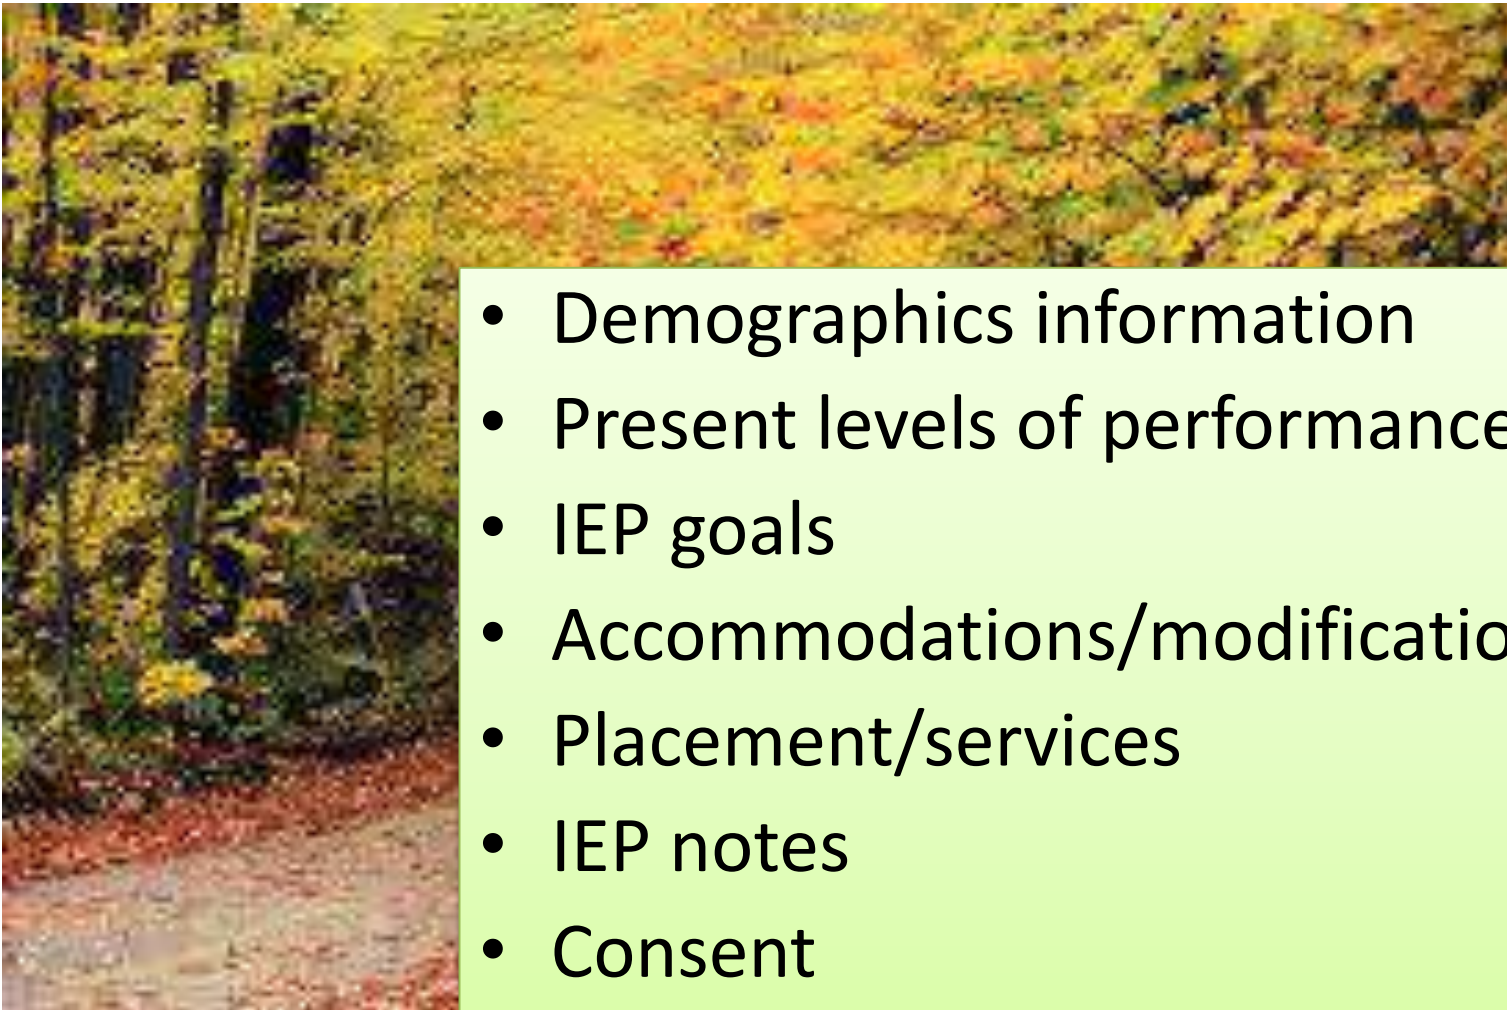 • Demographics information
• Present levels of performance
• IEP goals
• Accommodations/modificatio
• Placement/services
• IEP notes
• Consent